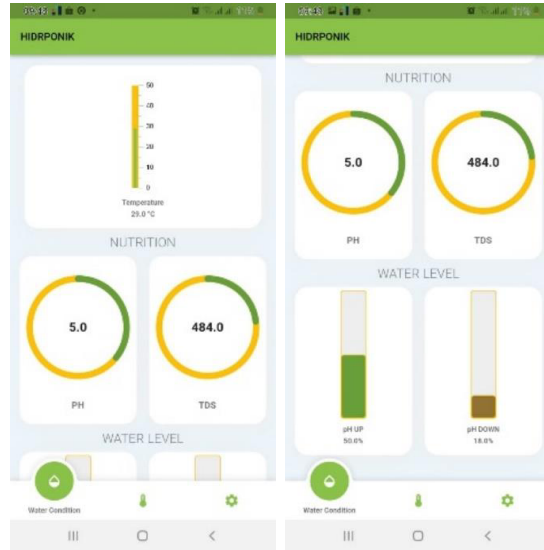 HIDRPONIK
50
40
30
20
10
0
Temperature
29.0 °C
NUTRITION
5.0
484.0
PH
TDS
WATER LEVEL
Water Condition
HIDRPONIK
NUTRITION
5.0
484.0
PH
TDS
WATER LEVEL
pH UP
50.0%
pH DOWN
18.0%
Water Condition